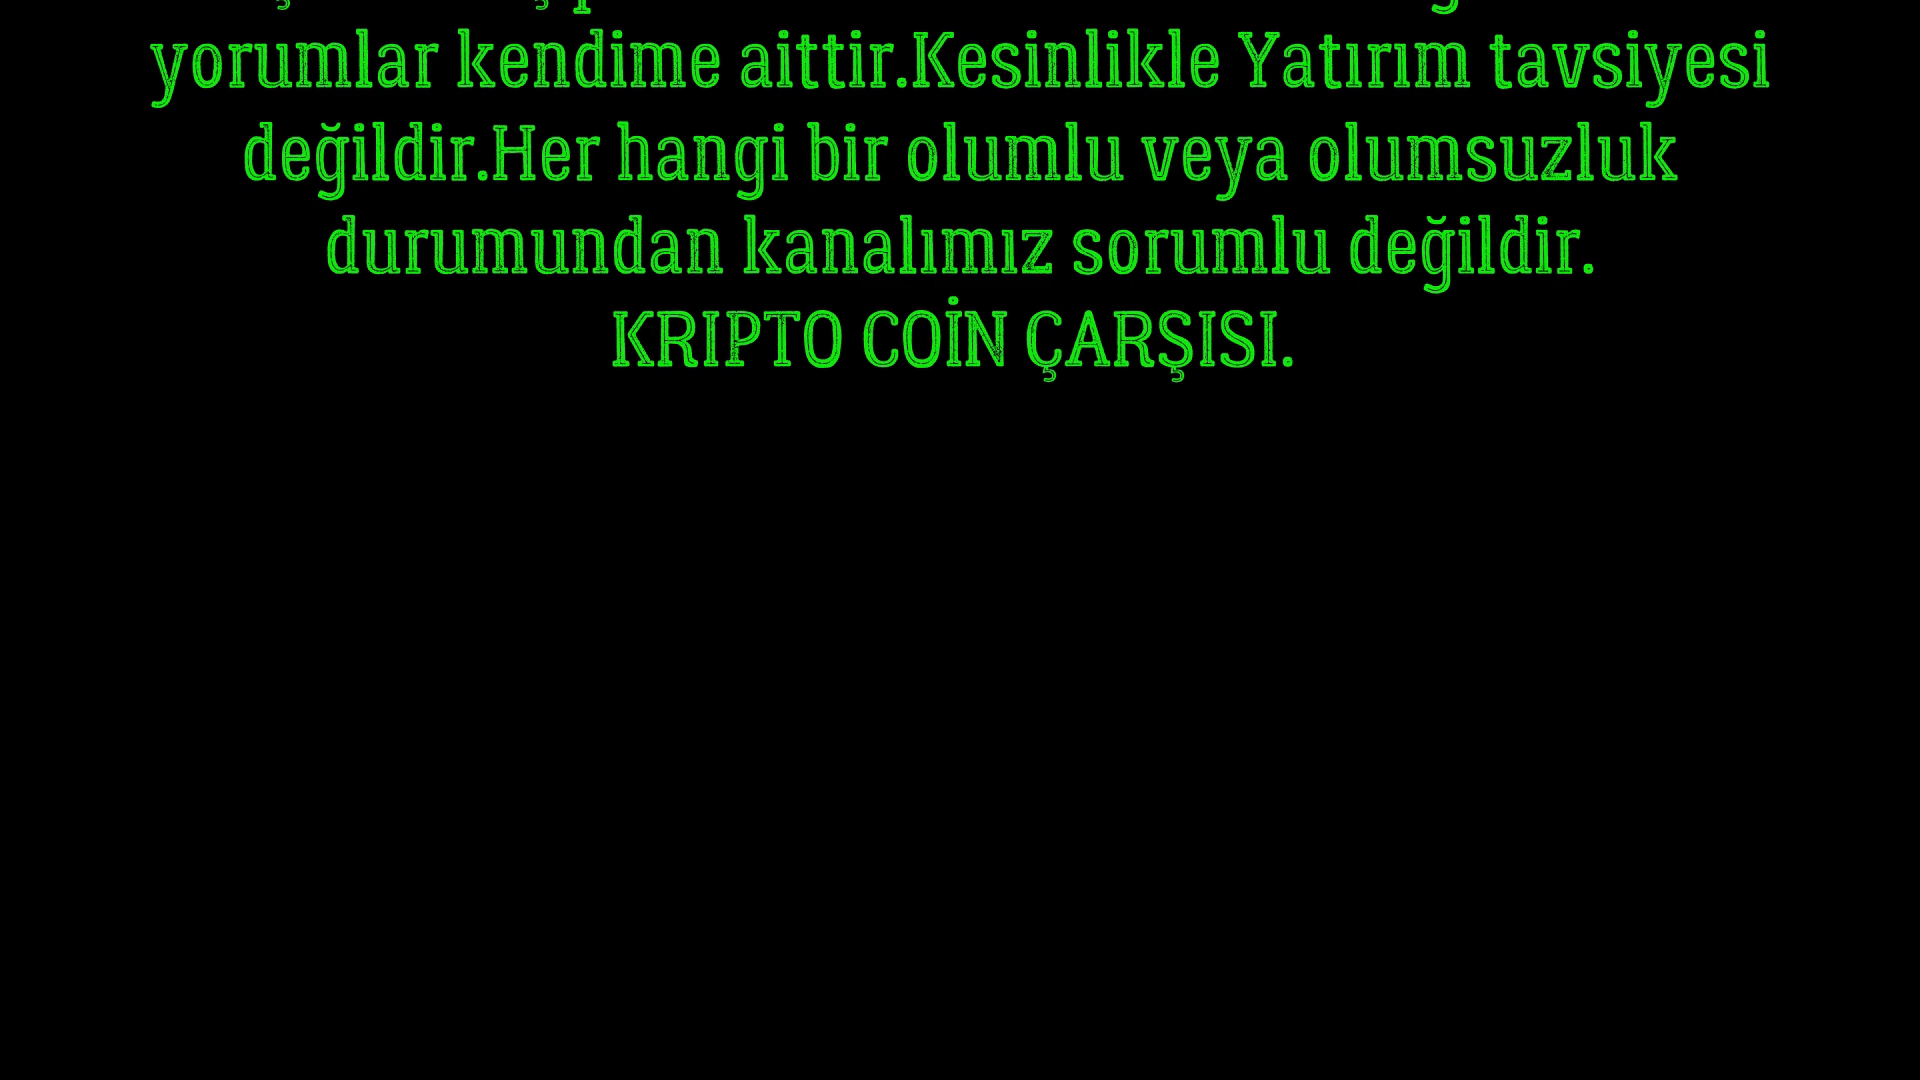 yorumlar kendime aittir.Kesinlikle Yatırım tavsiyesi
değildir.Her hangi bir olumlu veya olumsuzluk
durumundan kanalımız sorumlu değildir.
KRIPTO COİN ÇARŞISI.